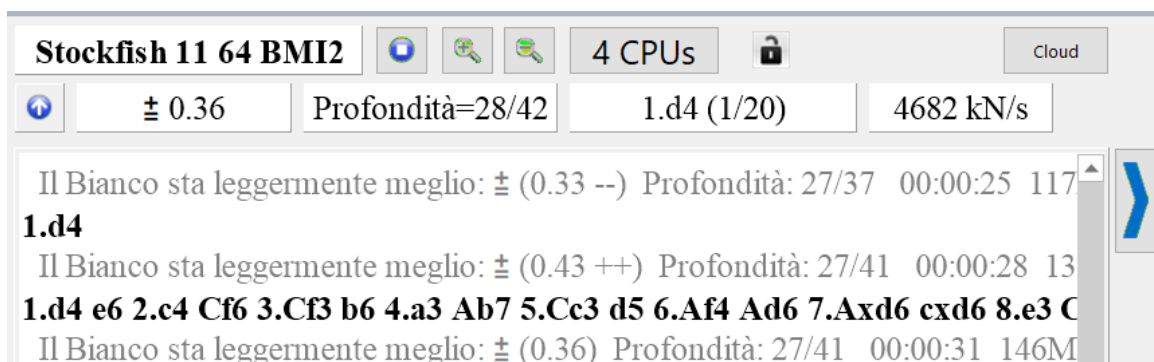 Stockfish 11 64 BMI2 4 CPUs Cloud
± 0.36 Profondità=28/42 1.d4 (1/20) 4682 kN/s
Il Bianco sta leggermente meglio: ⩲ (0.33 --) Profondità: 27/37 00:00:25 117
1.d4
Il Bianco sta leggermente meglio: ⩲ (0.43 ++) Profondità: 27/41 00:00:28 13
1.d4 e6 2.c4 Cf6 3.Cf3 b6 4.a3 Ab7 5.Cc3 d5 6.Af4 Ad6 7.Axd6 cxd6 8.e3 C
Il Bianco sta leggermente meglio: ⩲ (0.36) Profondità: 27/41 00:00:31 146M